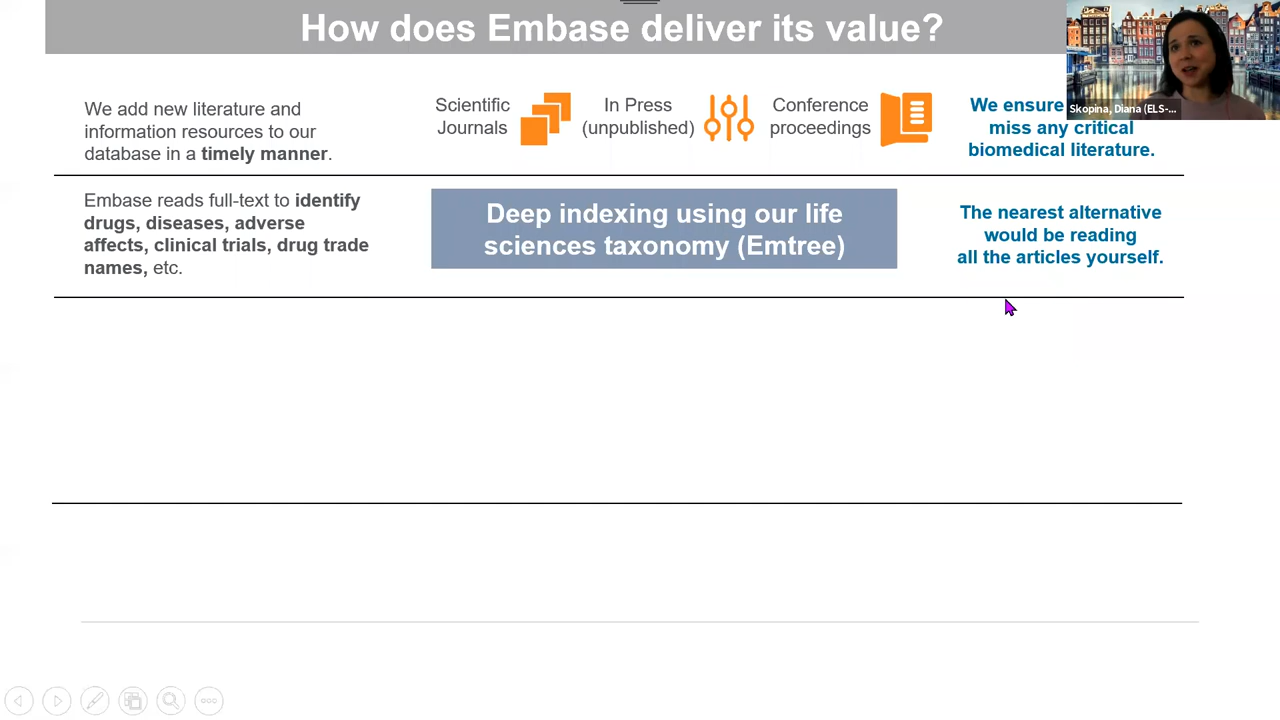 How does Embase deliver its value?
Skopina, Diana (ELS-...
We add new literature and
information resources to our
database in a timely manner.
Scientific
Journals
In Press
(unpublished)
Conference
proceedings
We ensure
miss any critical
biomedical literature.
Embase reads full-text to identify
drugs, diseases, adverse
affects, clinical trials, drug trade
names, etc.
Deep indexing using our life
sciences taxonomy (Emtree)
The nearest alternative
would be reading
all the articles yourself.